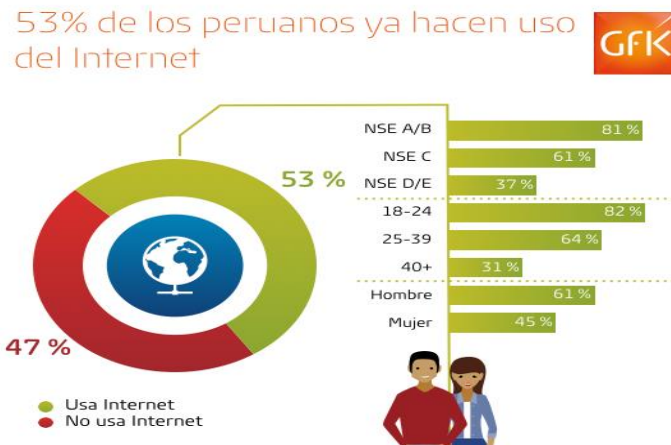 53% de los peruanos ya hacen uso
del Internet
GFK
NSE A/B 81 %
NSE C 61 %
53 % NSE D/E 37 %
18-24 82 %
25-39 64 %
40+ 31 %
Hombre 61 %
Mujer 45 %
47 %
Usa Internet
No usa Internet